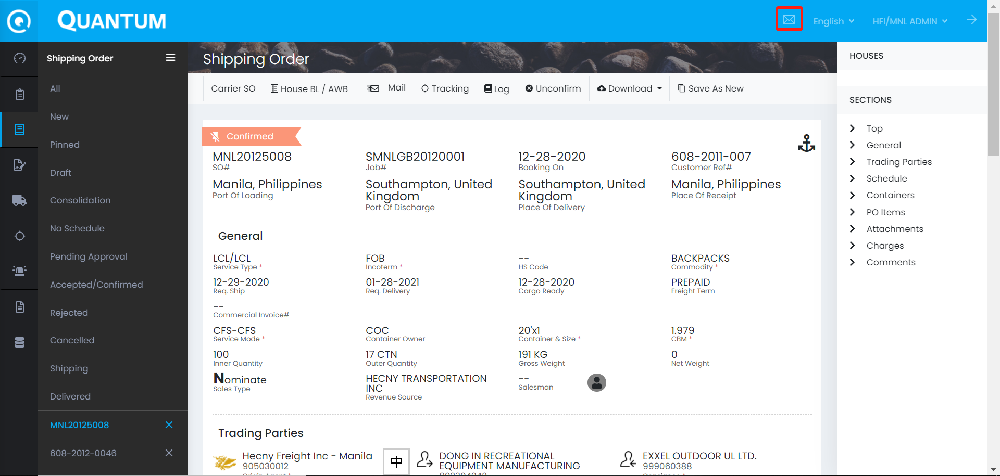 QUANTUM
English
HFI/MNL ADMIN
Shipping Order
All
New
Pinned
Draft
Consolidation
No Schedule
Pending Approval
Accepted/Confirmed
Rejected
Cancelled
Shipping
Delivered
MNL20125008
608-2012-0046
Shipping Order
Carrier SO
House BL / AWB
Mail
Tracking
Log
Unconfirm
Download
Save As New
Confirmed
MNL20125008
SO#
SMNLGB20120001
Job#
12-28-2020
Booking On
608-2011-007
Customer Ref#
Manila, Philippines
Port Of Loading
Southampton, United
Kingdom
Port Of Discharge
Southampton, United
Kingdom
Place Of Delivery
Manila, Philippines
Place Of Receipt
General
LCL/LCL
Service Type *
FOB
Incoterm *
--
HS Code
BACKPACKS
Commodity *
12-29-2020
Req. Ship
01-28-2021
Req. Delivery
12-28-2020
Cargo Ready
PREPAID
Freight Term
--
Commercial Invoice#
CFS-CFS
Service Mode *
COC
Container Owner
20'x1
Container & Size *
1.979
CBM *
100
Inner Quantity
17 CTN
Outer Quantity
191 KG
Gross Weight
0
Net Weight
Nominate
Sales Type
HECNY TRANSPORTATION
INC
Revenue Source
--
Salesman
Trading Parties
Hecny Freight Inc - Manila
905030012
Origin Agent *
中
DONG IN RECREATIONAL
EQUIPMENT MANUFACTURING
902304242
EXXEL OUTDOOR UL LTD.
999060388
Consignee *
HOUSES
SECTIONS
Top
General
Trading Parties
Schedule
Containers
PO Items
Attachments
Charges
Comments